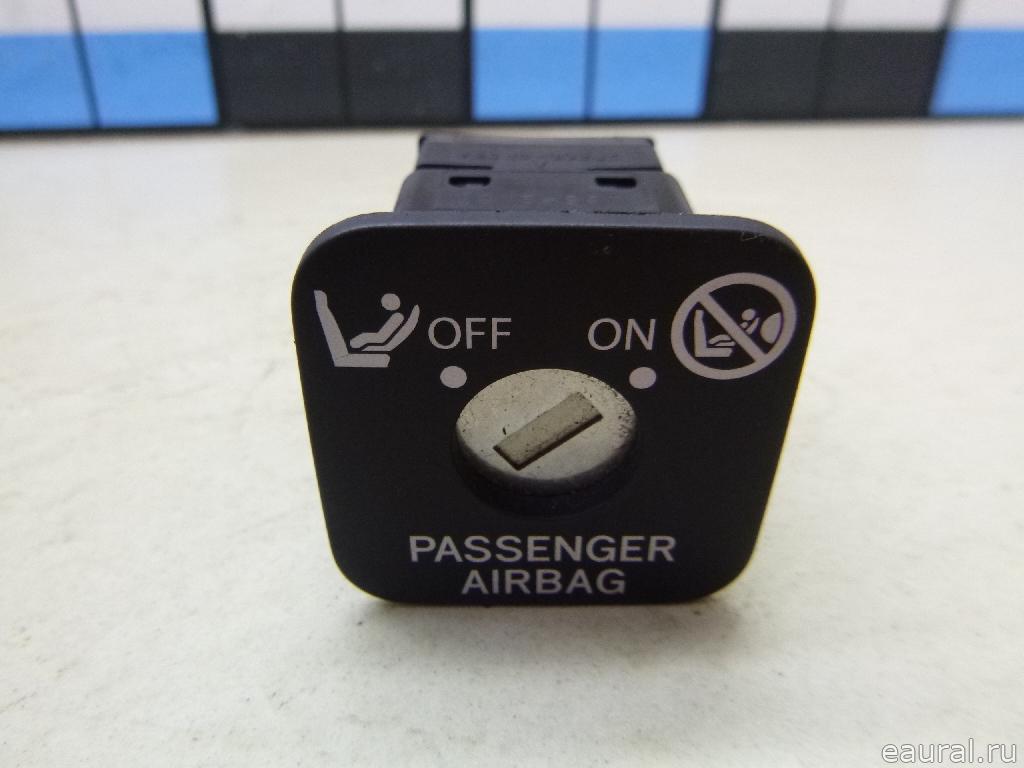 OFF ON
PASSENGER
AIRBAG
eaural.ru